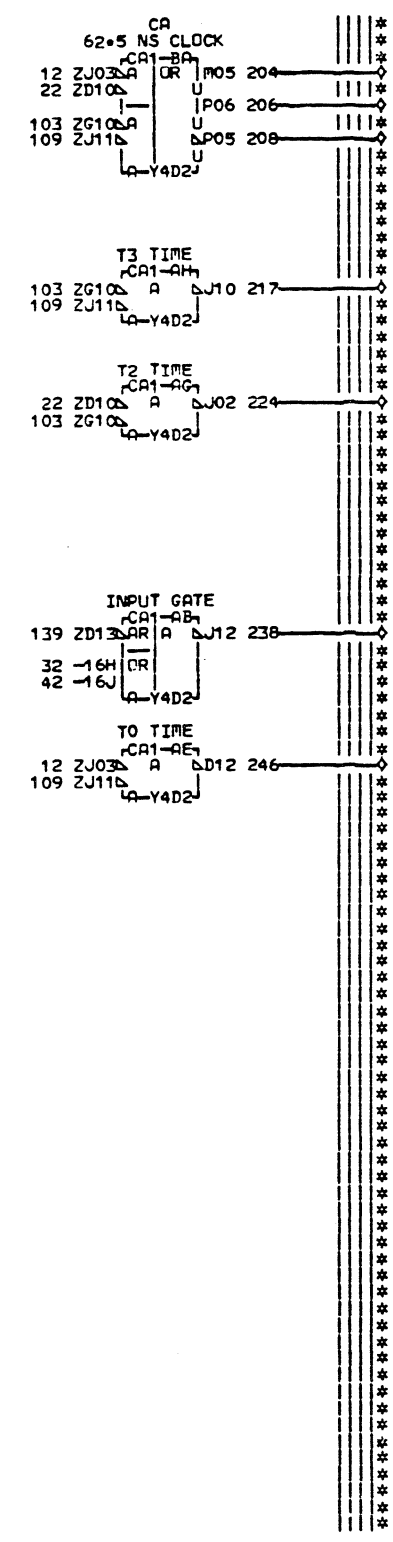 CA
62.5 NS CLOCK
CA1-BA
12 ZJ03 A OR M05 204
22 ZD10 U
P06 206
103 ZG10 A U
109 ZJ11 P05 208
U
A-Y4D2
T3 TIME
CA1-AH
103 ZG10 A J10 217
109 ZJ11
A-Y4D2
T2 TIME
CA1-AG
22 ZD10 A J02 224
103 ZG10
A-Y4D2
INPUT GATE
CA1-AB
139 ZD13 AR A J12 238
32 -16H OR
42 -16J
A-Y4D2
T0 TIME
CA1-AE
12 ZJ03 A D12 246
109 ZJ11
A-Y4D2